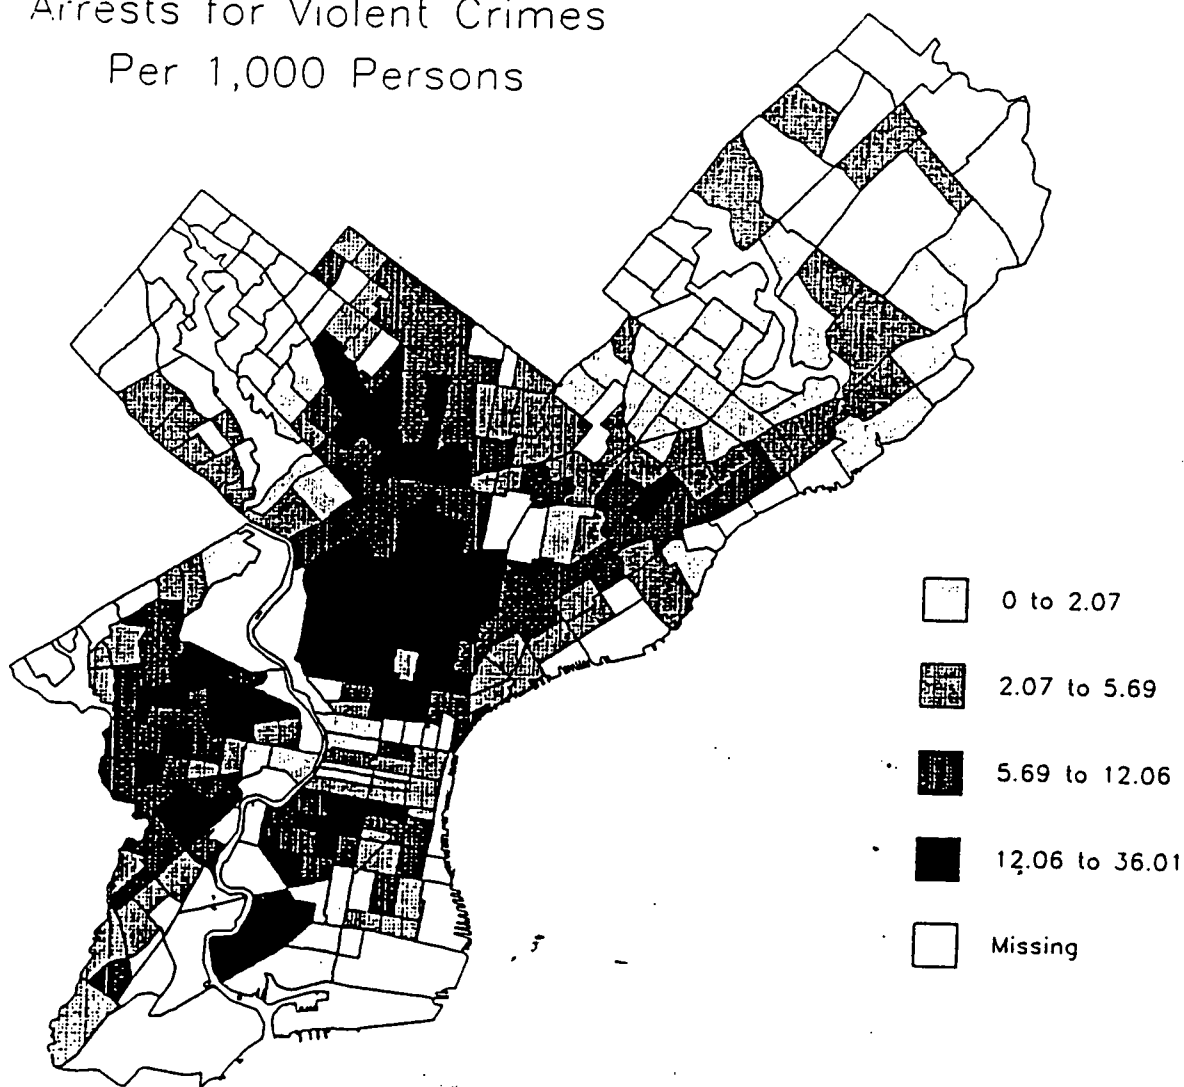 Arrests for Violent Crimes
Per 1,000 Persons
0 to 2.07
2.07 to 5.69
5.69 to 12.06
12.06 to 36.01
Missing